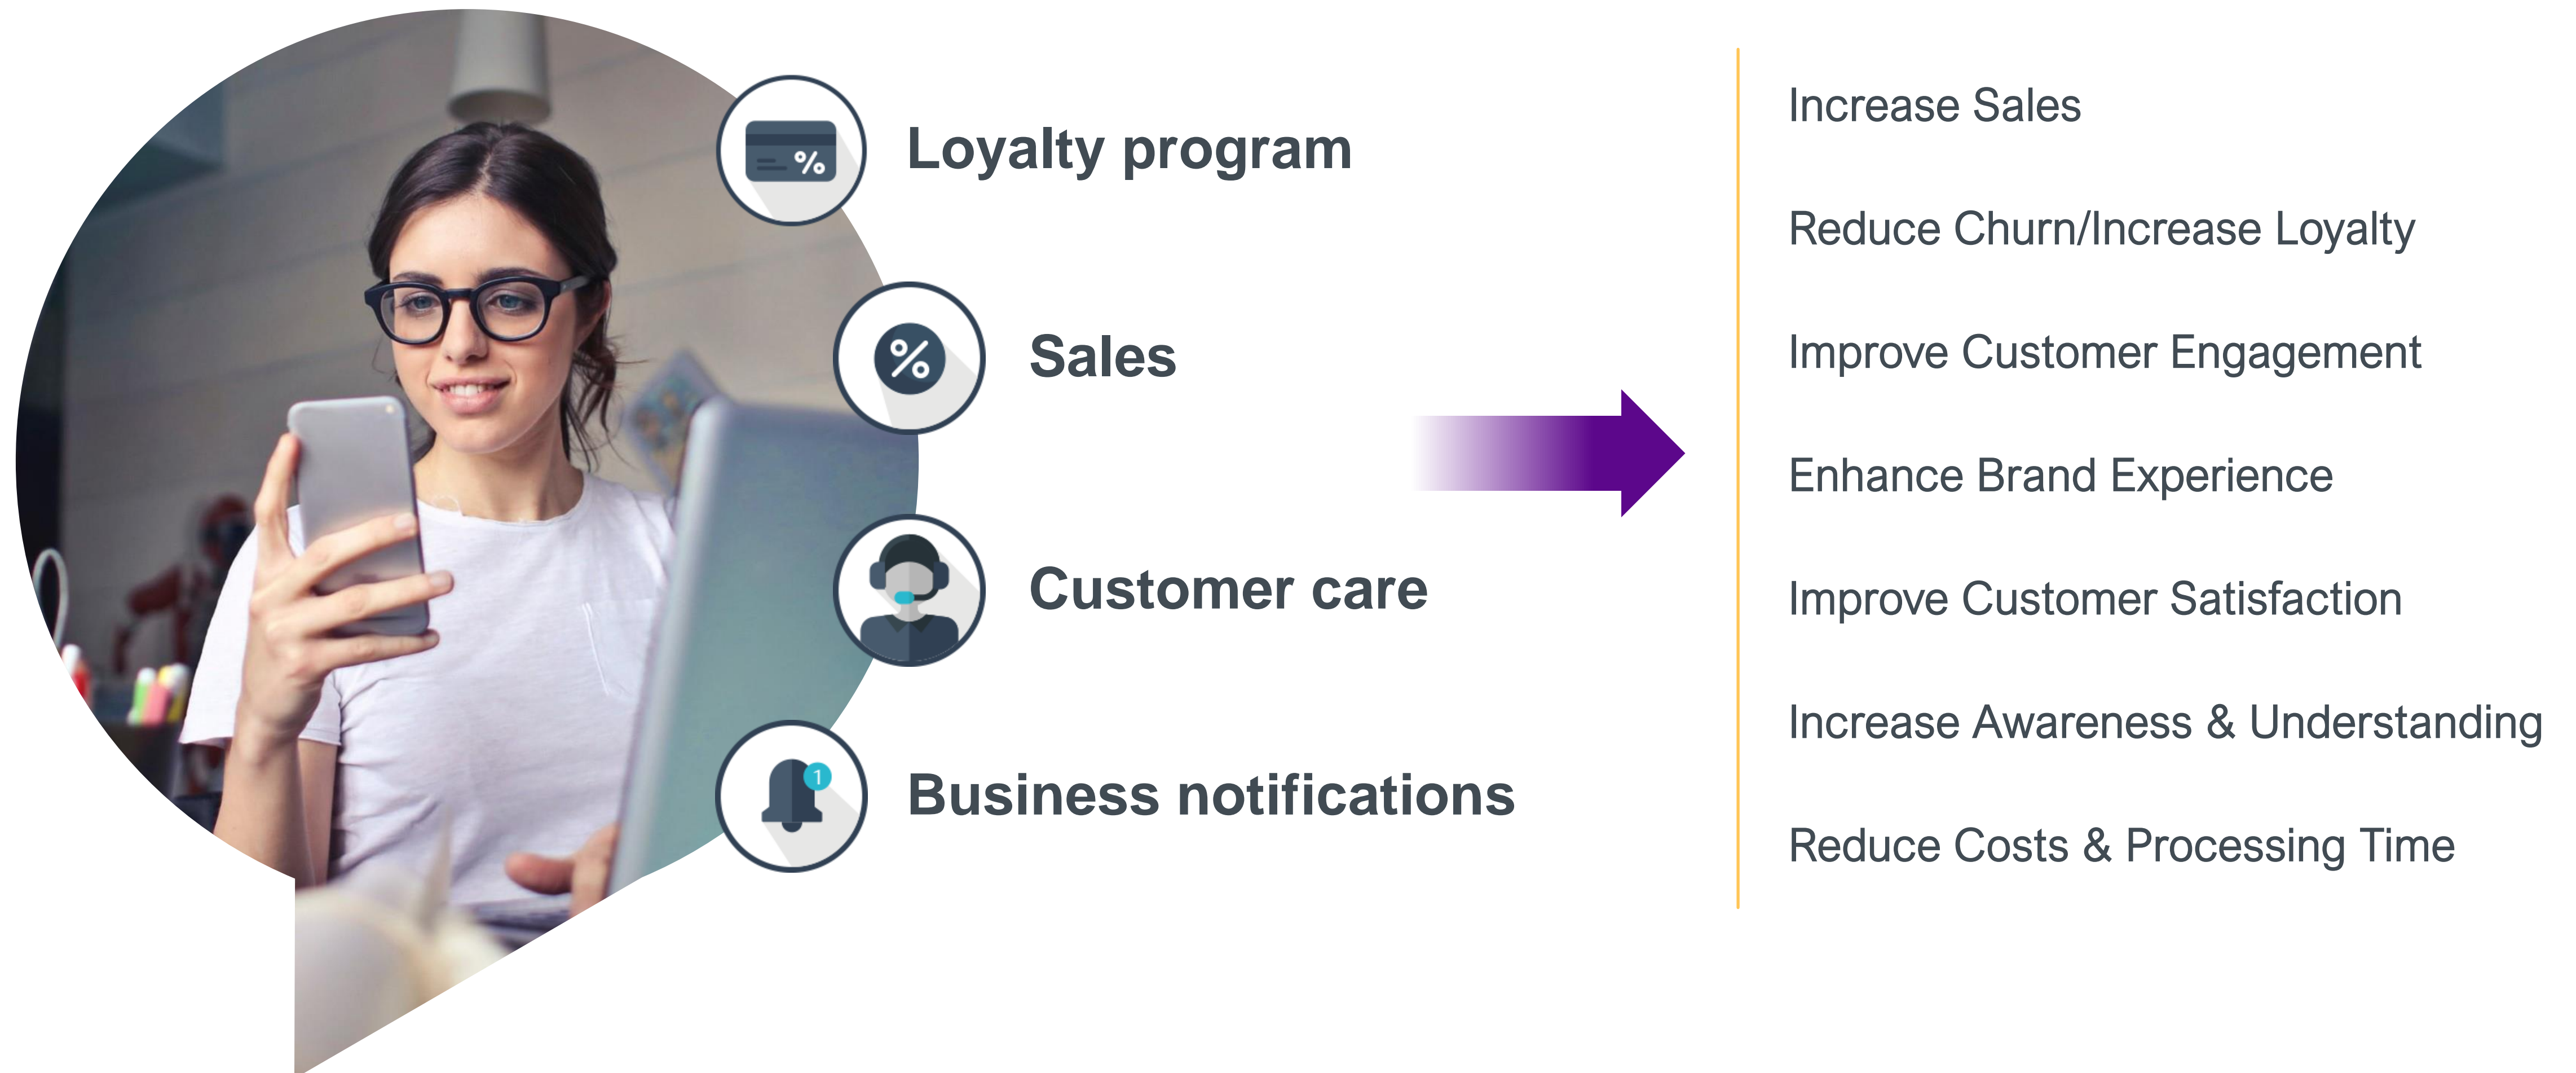 %
Loyalty program
%
Sales
Customer care
1
Business notifications
Increase Sales
Reduce Churn/Increase Loyalty
Improve Customer Engagement
Enhance Brand Experience
Improve Customer Satisfaction
Increase Awareness & Understanding
Reduce Costs & Processing Time